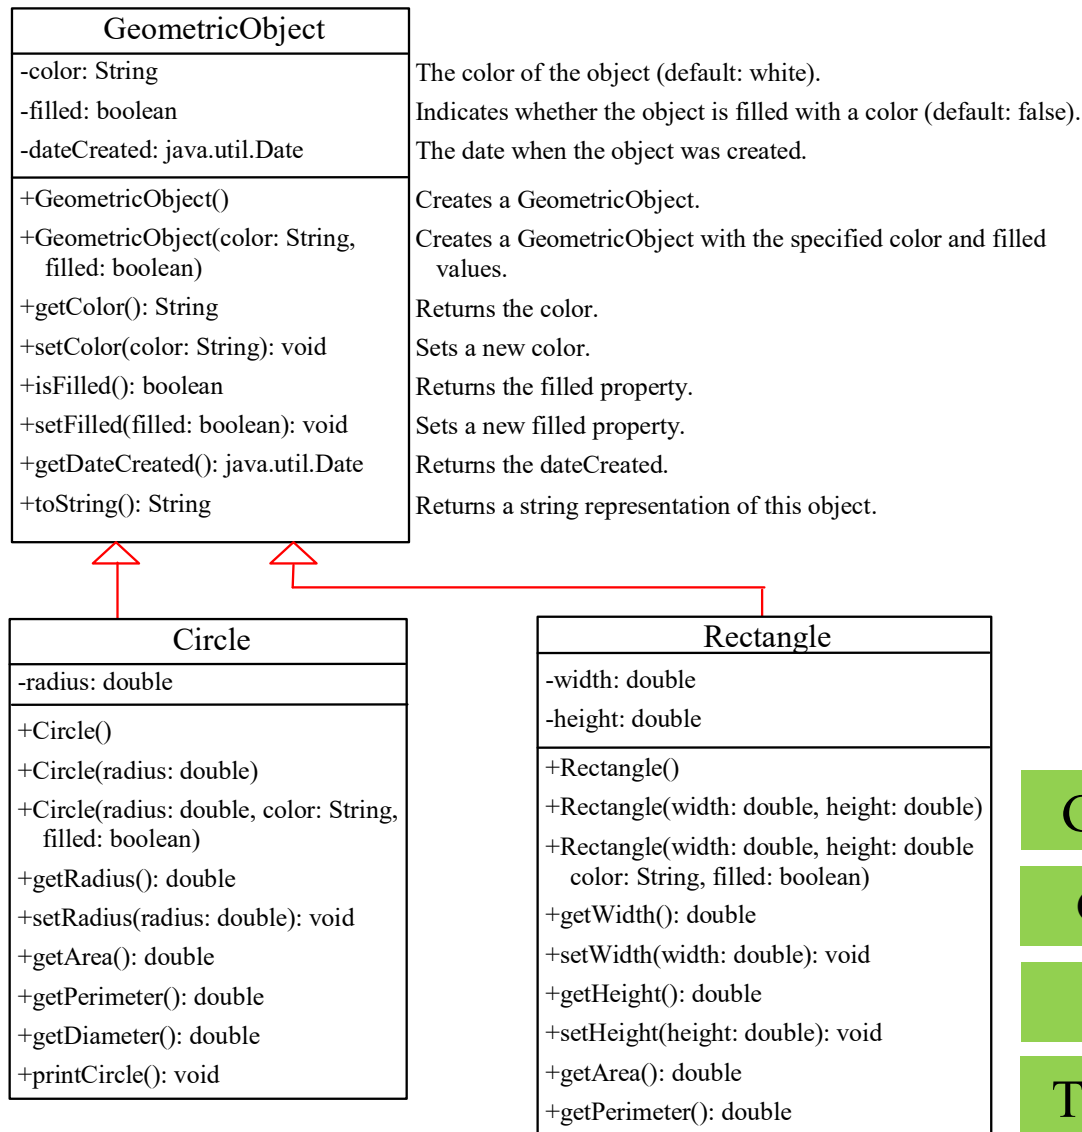 GeometricObject
-color: String
The color of the object (default: white).
-filled: boolean
Indicates whether the object is filled with a color (default: false).
-dateCreated: java.util.Date
The date when the object was created.
+GeometricObject()
Creates a GeometricObject.
+GeometricObject(color: String,
filled: boolean)
Creates a GeometricObject with the specified color and filled
values.
+getColor(): String
Returns the color.
+setColor(color: String): void
Sets a new color.
+isFilled(): boolean
Returns the filled property.
+setFilled(filled: boolean): void
Sets a new filled property.
+getDateCreated(): java.util.Date
Returns the dateCreated.
+toString(): String
Returns a string representation of this object.
Circle
-radius: double
+Circle()
+Circle(radius: double)
+Circle(radius: double, color: String,
filled: boolean)
+getRadius(): double
+setRadius(radius: double): void
+getArea(): double
+getPerimeter(): double
+getDiameter(): double
+printCircle(): void
Rectangle
-width: double
-height: double
+Rectangle()
+Rectangle(width: double, height: double)
+Rectangle(width: double, height: double
color: String, filled: boolean)
+getWidth(): double
+setWidth(width: double): void
+getHeight(): double
+setHeight(height: double): void
+getArea(): double
+getPerimeter(): double